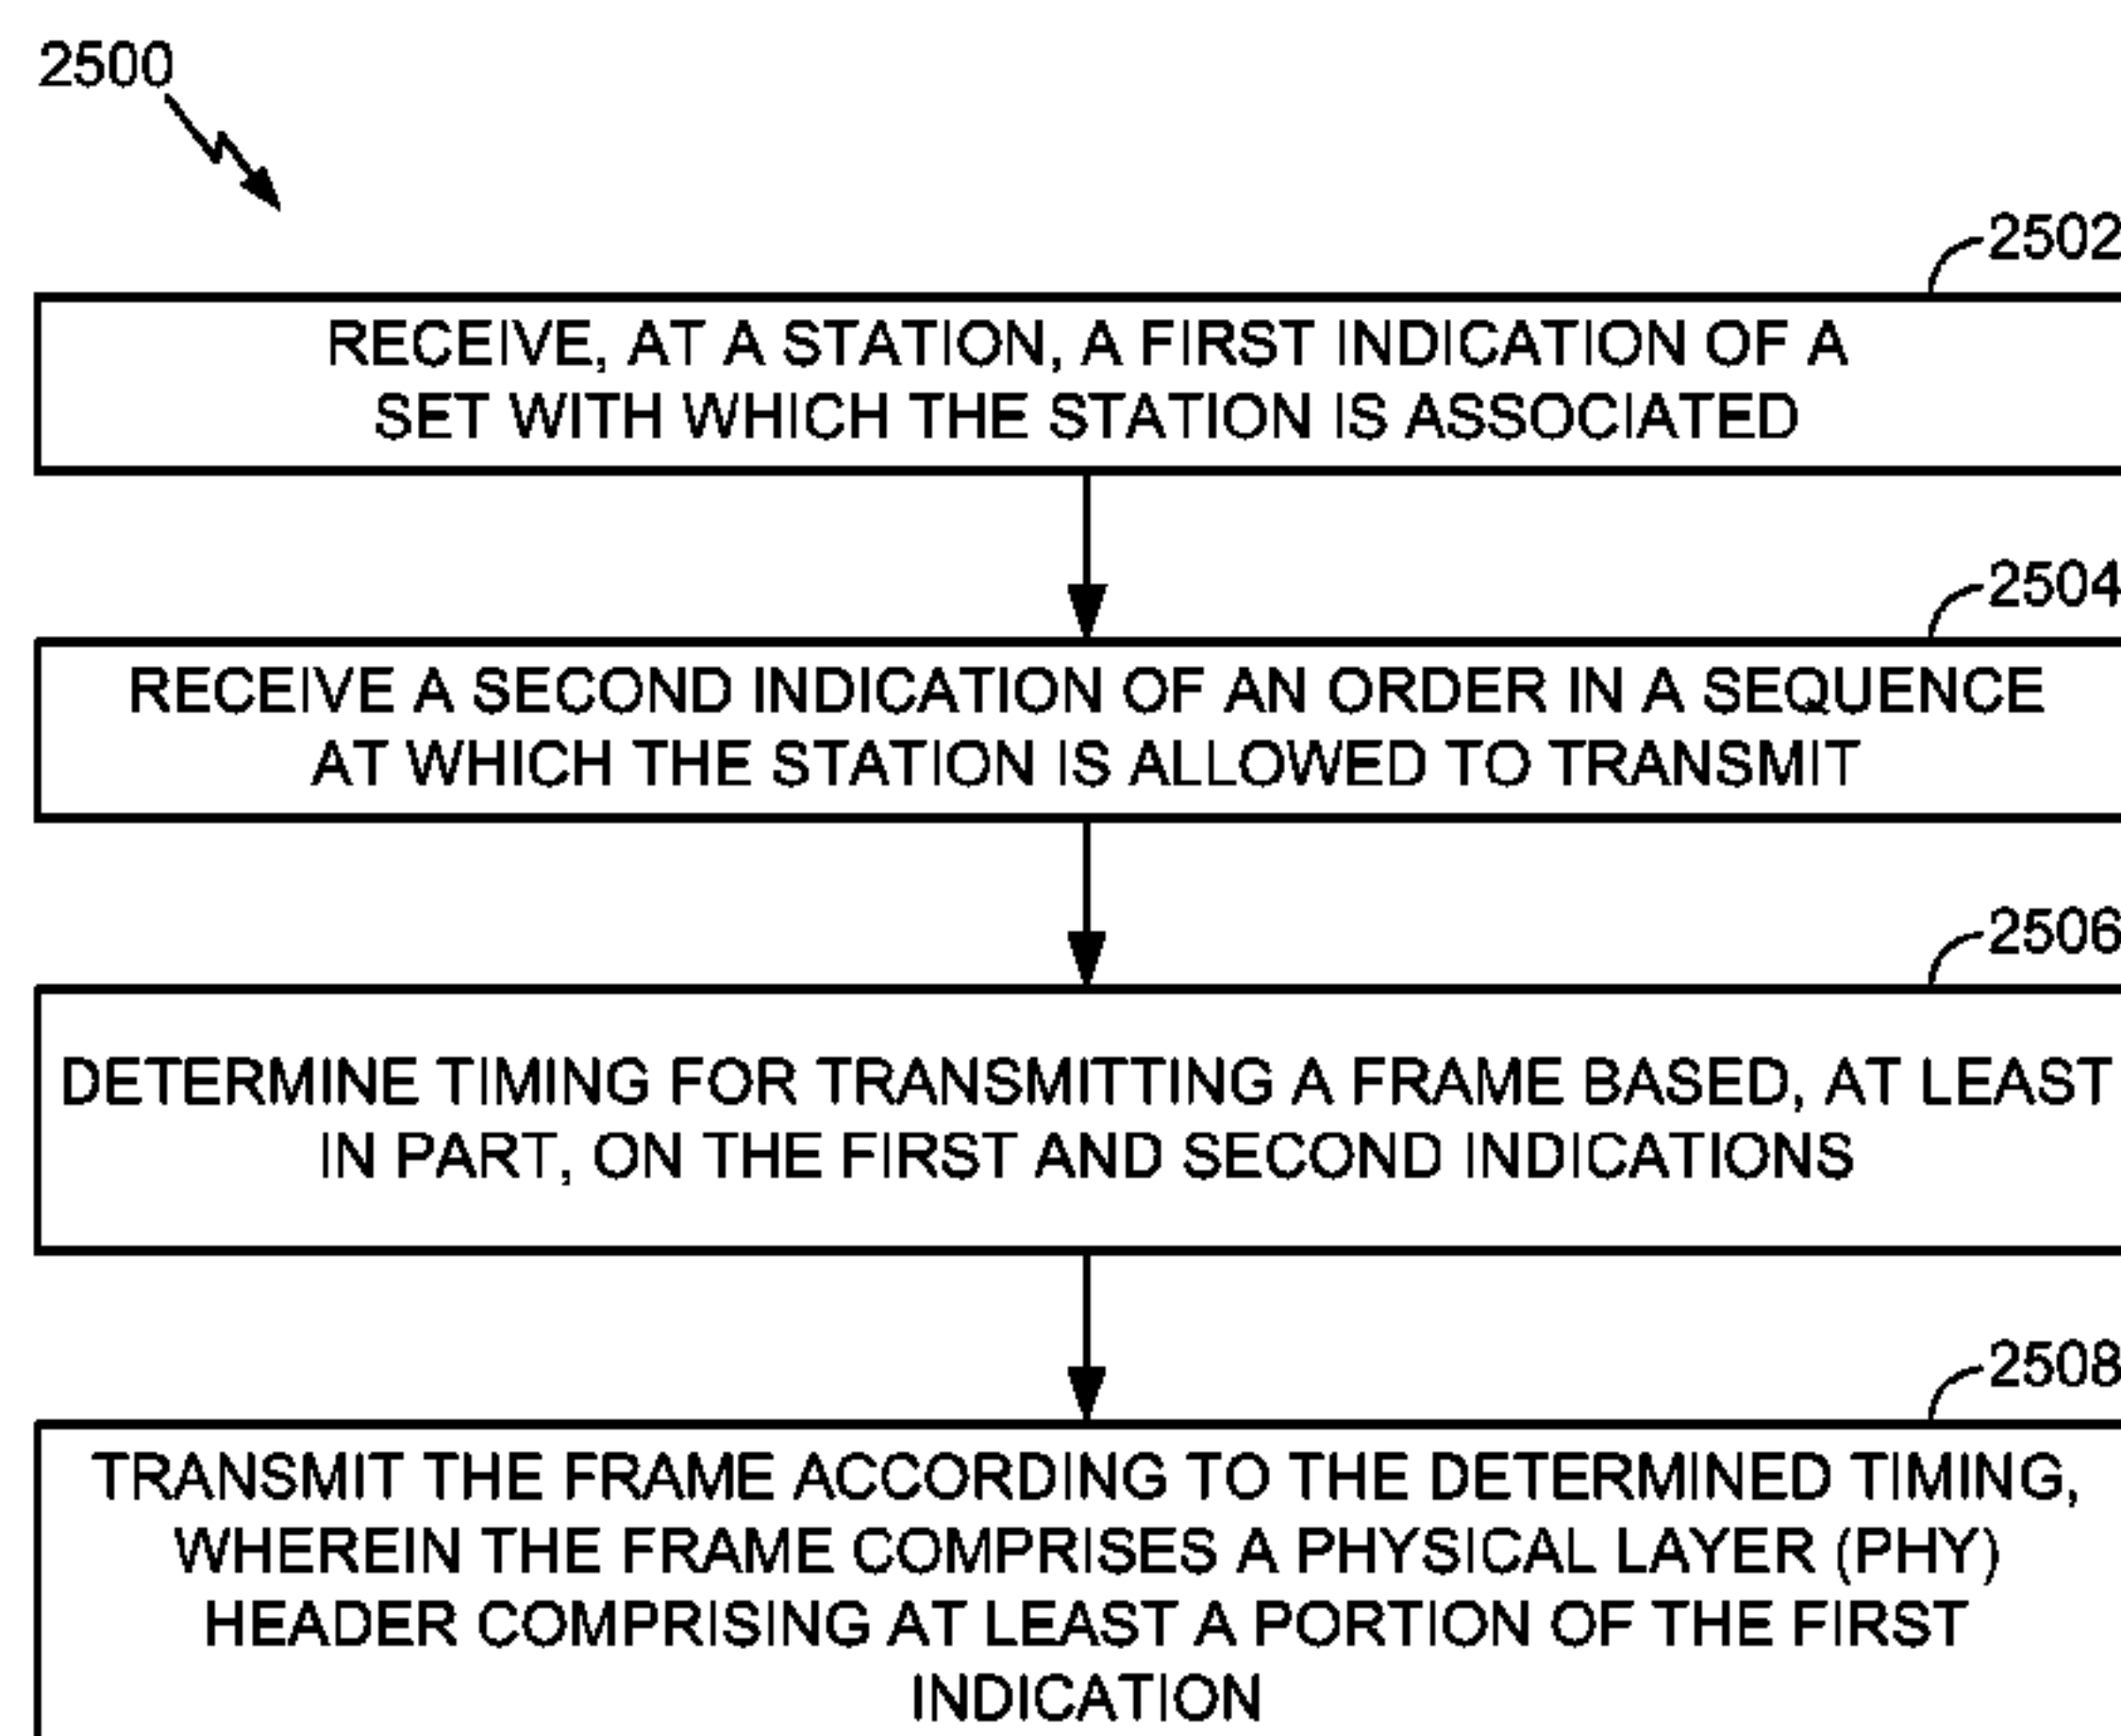 2500
2502
RECEIVE, AT A STATION, A FIRST INDICATION OF A
SET WITH WHICH THE STATION IS ASSOCIATED
2504
RECEIVE A SECOND INDICATION OF AN ORDER IN A SEQUENCE
AT WHICH THE STATION IS ALLOWED TO TRANSMIT
2506
DETERMINE TIMING FOR TRANSMITTING A FRAME BASED, AT LEAST
IN PART, ON THE FIRST AND SECOND INDICATIONS
2508
TRANSMIT THE FRAME ACCORDING TO THE DETERMINED TIMING,
WHEREIN THE FRAME COMPRISES A PHYSICAL LAYER (PHY)
HEADER COMPRISING AT LEAST A PORTION OF THE FIRST
INDICATION